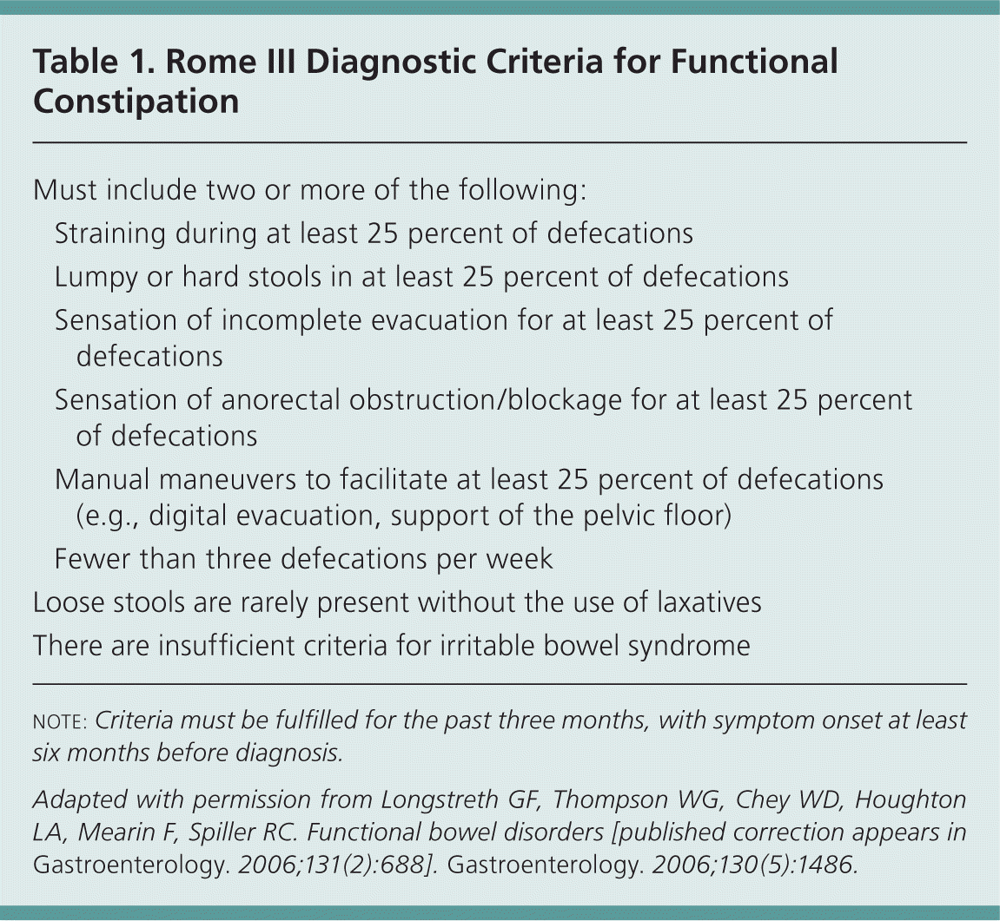 Table 1. Rome III Diagnostic Criteria for Functional
Constipation
Must include two or more of the following:
Straining during at least 25 percent of defecations
Lumpy or hard stools in at least 25 percent of defecations
Sensation of incomplete evacuation for at least 25 percent of
defecations
Sensation of anorectal obstruction/blockage for at least 25 percent
of defecations
Manual maneuvers to facilitate at least 25 percent of defecations
(e.g., digital evacuation, support of the pelvic floor)
Fewer than three defecations per week
Loose stools are rarely present without the use of laxatives
There are insufficient criteria for irritable bowel syndrome
NOTE: Criteria must be fulfilled for the past three months, with symptom onset at least
six months before diagnosis.
Adapted with permission from Longstreth GF, Thompson WG, Chey WD, Houghton
LA, Mearin F, Spiller RC. Functional bowel disorders [published correction appears in
Gastroenterology. 2006;131(2):688]. Gastroenterology. 2006;130(5):1486.